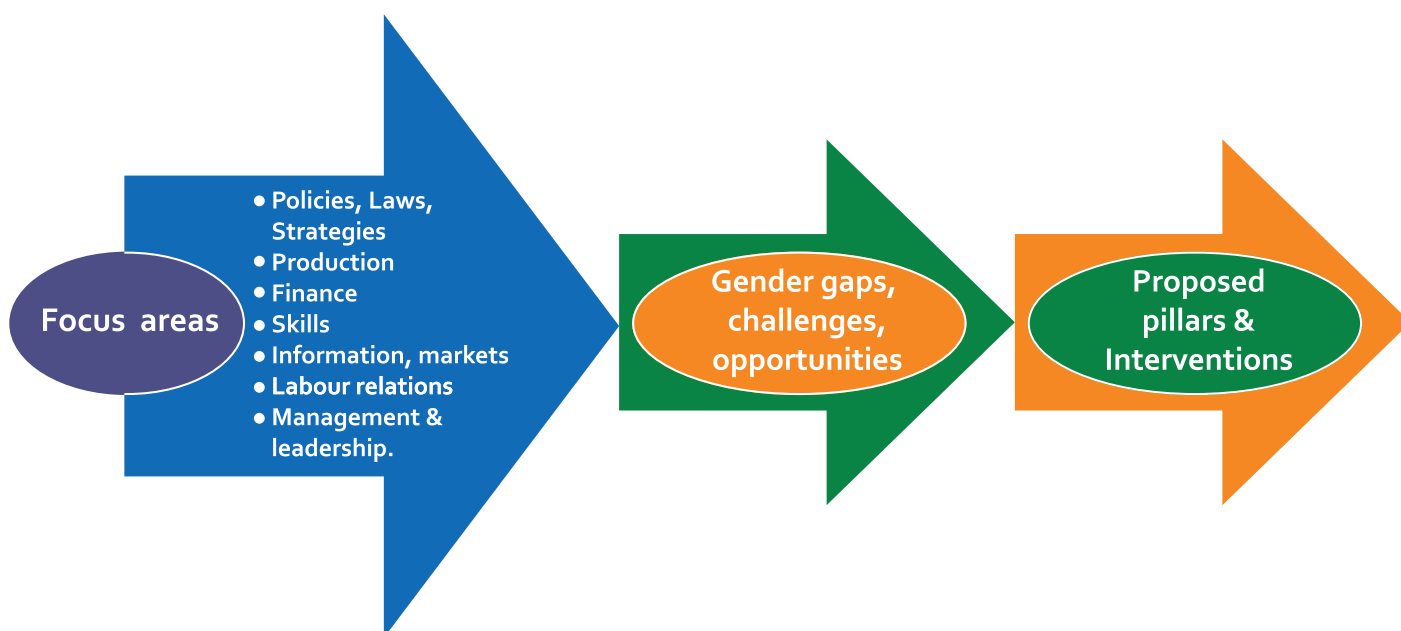 Focus areas
• Policies, Laws,
Strategies
• Production
• Finance
• Skills
• Information, markets
• Labour relations
• Management &
leadership.
Gender gaps,
challenges,
opportunities
Proposed
pillars &
Interventions